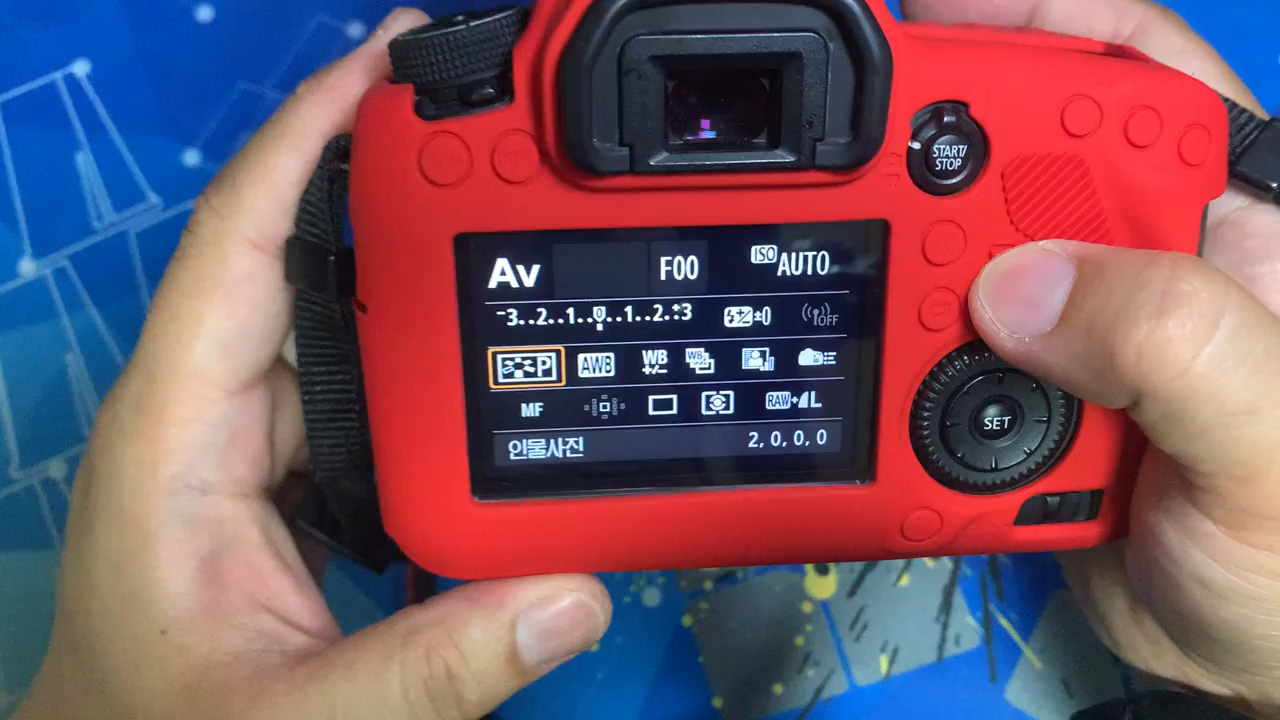 START/
STOP
Av F00 ISO AUTO
-3..2..1..0..1..2..+3 ±0 OFF
P AWB WB +/- WB
MF RAW+L
인물사진 2, 0, 0, 0
SET